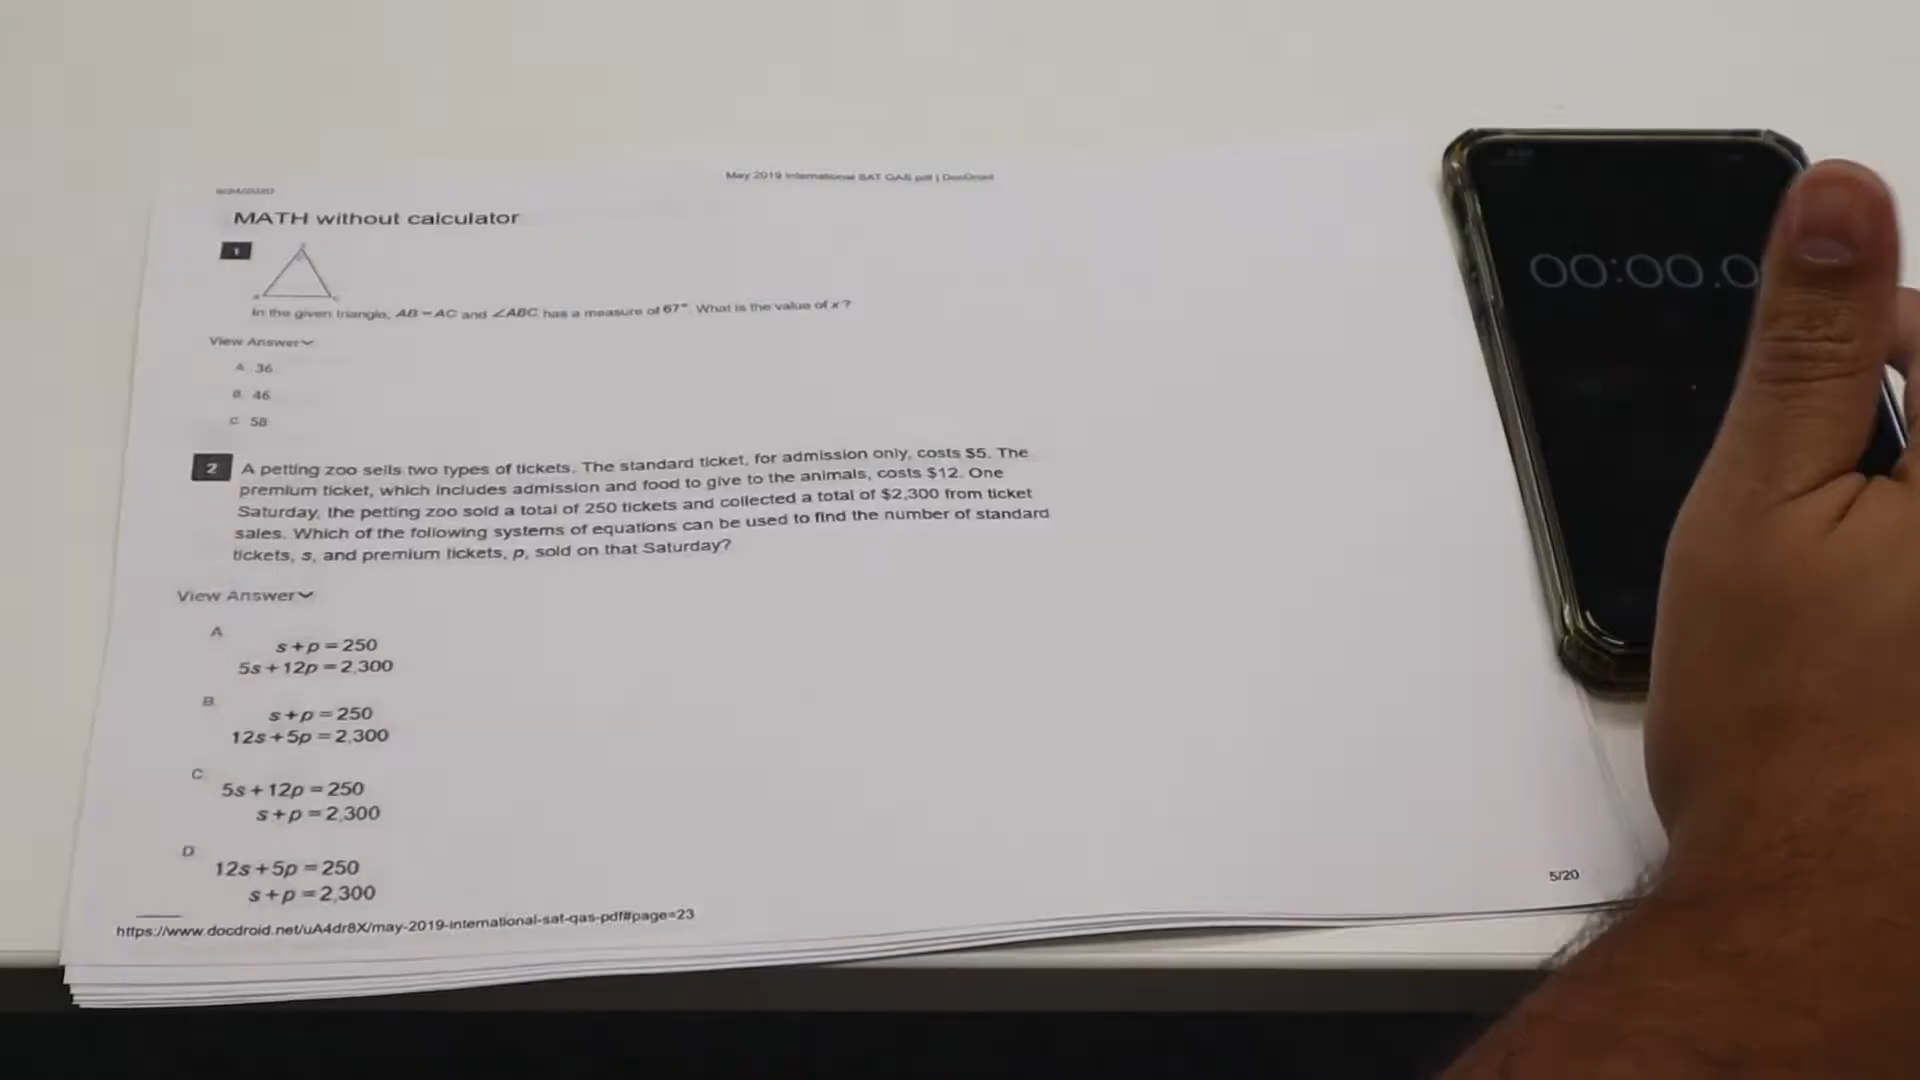 May 2019 International SAT QAS pdf | DocDroid
MATH without calculator
1
In the given triangle, AB = AC and ∠ABC has a measure of 67°. What is the value of x ?
View Answer
A. 36
B. 46
C. 58
2 A petting zoo sells two types of tickets. The standard ticket, for admission only, costs $5. The
premium ticket, which includes admission and food to give to the animals, costs $12. One
Saturday, the petting zoo sold a total of 250 tickets and collected a total of $2,300 from ticket
sales. Which of the following systems of equations can be used to find the number of standard
tickets, s, and premium tickets, p, sold on that Saturday?
View Answer
A.
s + p = 250
5s + 12p = 2,300
B.
s + p = 250
12s + 5p = 2,300
C.
5s + 12p = 250
s + p = 2,300
D.
12s + 5p = 250
s + p = 2,300
https://www.docdroid.net/uA4dr8X/may-2019-international-sat-qas-pdf#page=23
5/20
00:00.0